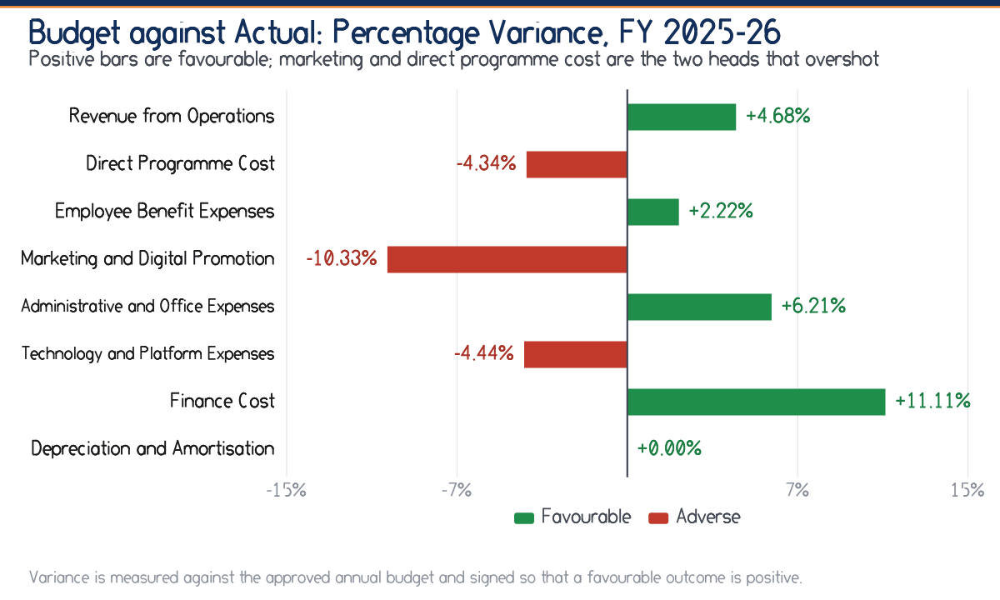 Budget against Actual: Percentage Variance, FY 2025-26
Positive bars are favourable; marketing and direct programme cost are the two heads that overshot
Revenue from Operations +4.68%
Direct Programme Cost -4.34%
Employee Benefit Expenses +2.22%
Marketing and Digital Promotion -10.33%
Administrative and Office Expenses +6.21%
Technology and Platform Expenses -4.44%
Finance Cost +11.11%
Depreciation and Amortisation +0.00%
-15% -7% 7% 15%
Favourable Adverse
Variance is measured against the approved annual budget and signed so that a favourable outcome is positive.